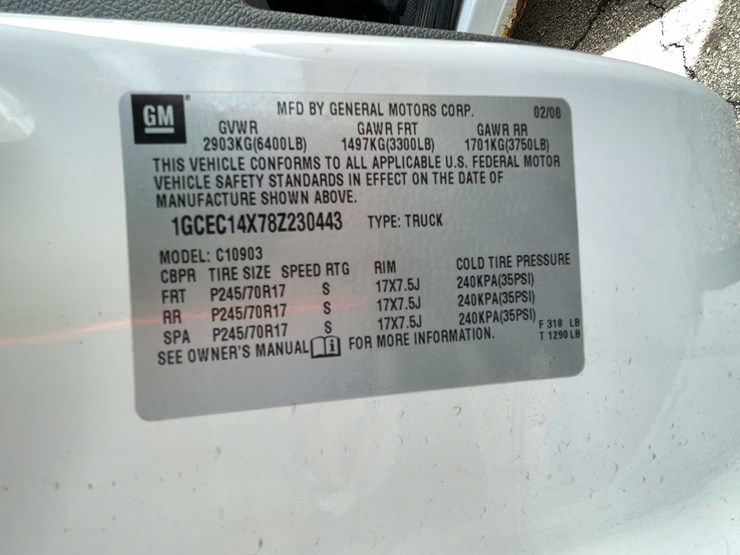 GM
MFD BY GENERAL MOTORS CORP. 02/08
GVWR GAWR FRT GAWR RR
2903KG(6400LB) 1497KG(3300LB) 1701KG(3750LB)
THIS VEHICLE CONFORMS TO ALL APPLICABLE U.S. FEDERAL MOTOR
VEHICLE SAFETY STANDARDS IN EFFECT ON THE DATE OF
MANUFACTURE SHOWN ABOVE.
1GCEC14X78Z230443 TYPE: TRUCK
MODEL: C10903
CBPR TIRE SIZE SPEED RTG RIM COLD TIRE PRESSURE
FRT P245/70R17 S 17X7.5J 240KPA(35PSI)
RR P245/70R17 S 17X7.5J 240KPA(35PSI)
SPA P245/70R17 S 17X7.5J 240KPA(35PSI)
SEE OWNER'S MANUAL i FOR MORE INFORMATION.
F 318 LB
T 1290 LB